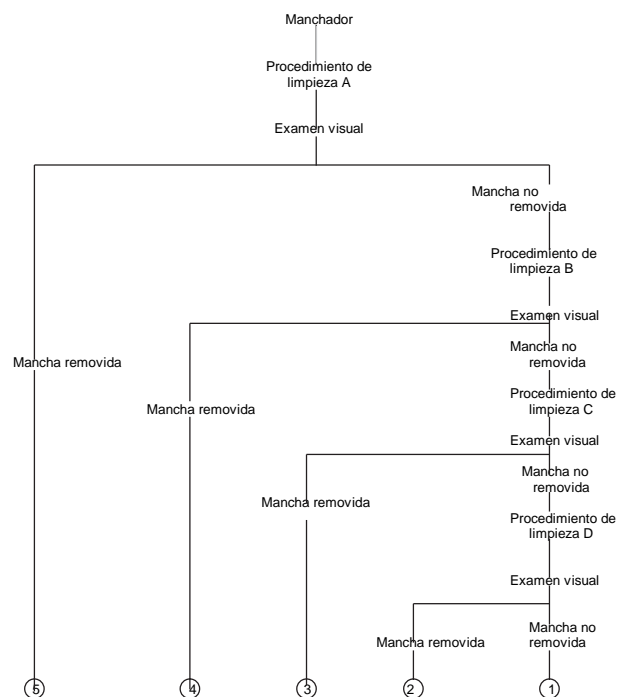 Manchador
Procedimiento de
limpieza A
Examen visual
Mancha no
removida
Procedimiento de
limpieza B
Examen visual
Mancha removida
Mancha no
removida
Mancha removida
Procedimiento de
limpieza C
Examen visual
Mancha removida
Mancha no
removida
Procedimiento de
limpieza D
Examen visual
Mancha removida
Mancha no
removida
5 4 3 2 1